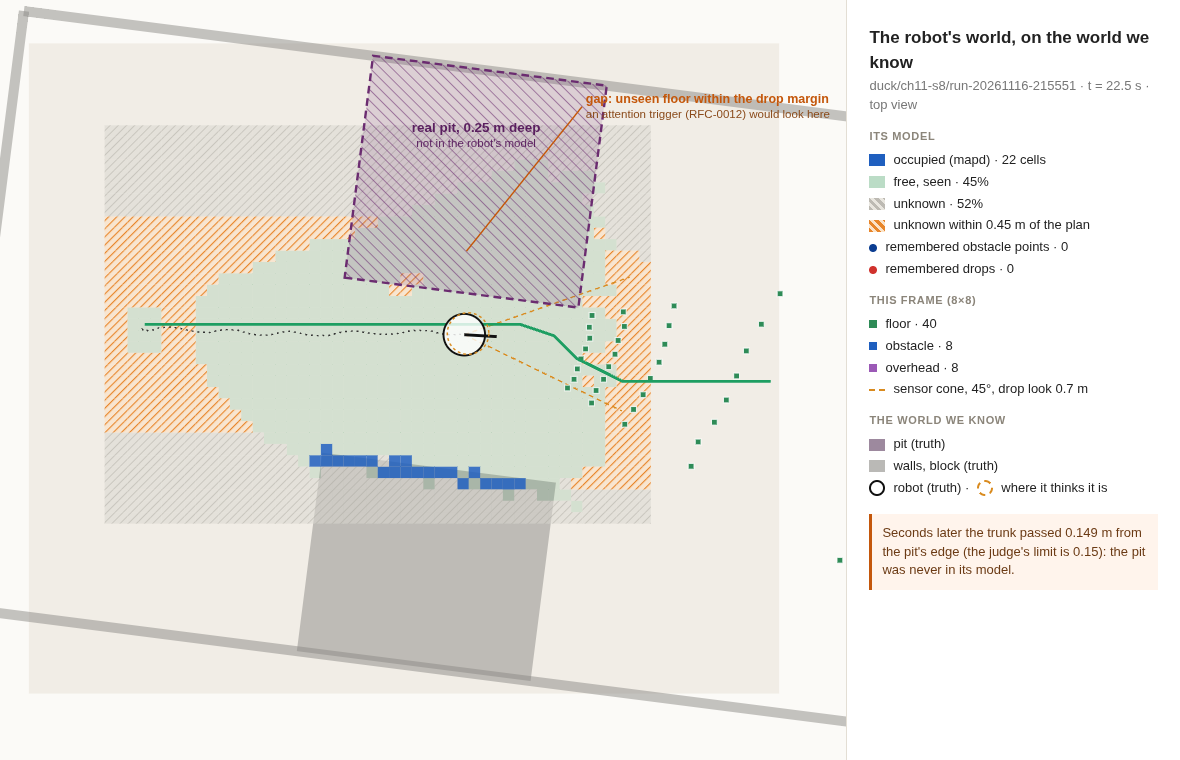 gap: unseen floor within the drop margin
an attention trigger (RFC-0012) would look here
real pit, 0.25 m deep
not in the robot's model
The robot's world, on the world we
know
duck/ch11-s8/run-20261116-215551 · t = 22.5 s ·
top view
ITS MODEL
occupied (mapd) · 22 cells
free, seen · 45%
unknown · 52%
unknown within 0.45 m of the plan
remembered obstacle points · 0
remembered drops · 0
THIS FRAME (8×8)
floor · 40
obstacle · 8
overhead · 8
sensor cone, 45°, drop look 0.7 m
THE WORLD WE KNOW
pit (truth)
walls, block (truth)
robot (truth) · where it thinks it is
Seconds later the trunk passed 0.149 m from
the pit's edge (the judge's limit is 0.15): the pit
was never in its model.